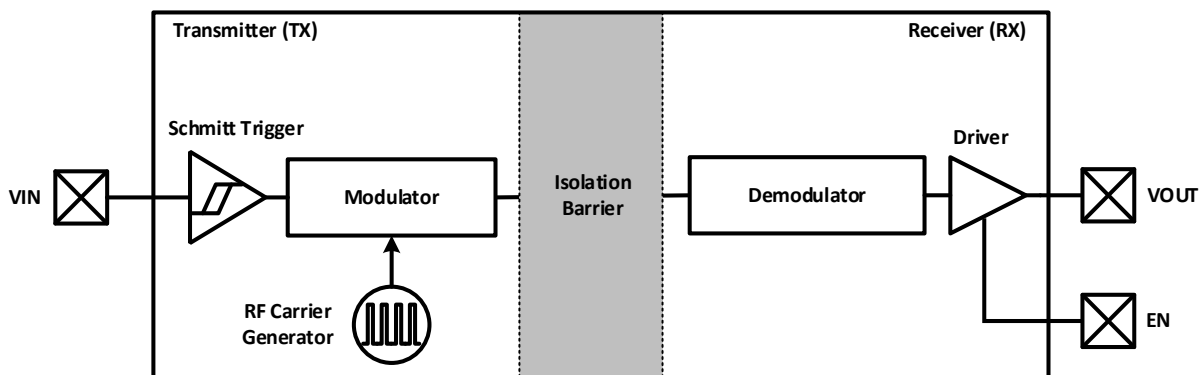 Transmitter (TX)
Receiver (RX)
Schmitt Trigger
Driver
VIN
Modulator
Isolation
Barrier
Demodulator
VOUT
RF Carrier
Generator
EN